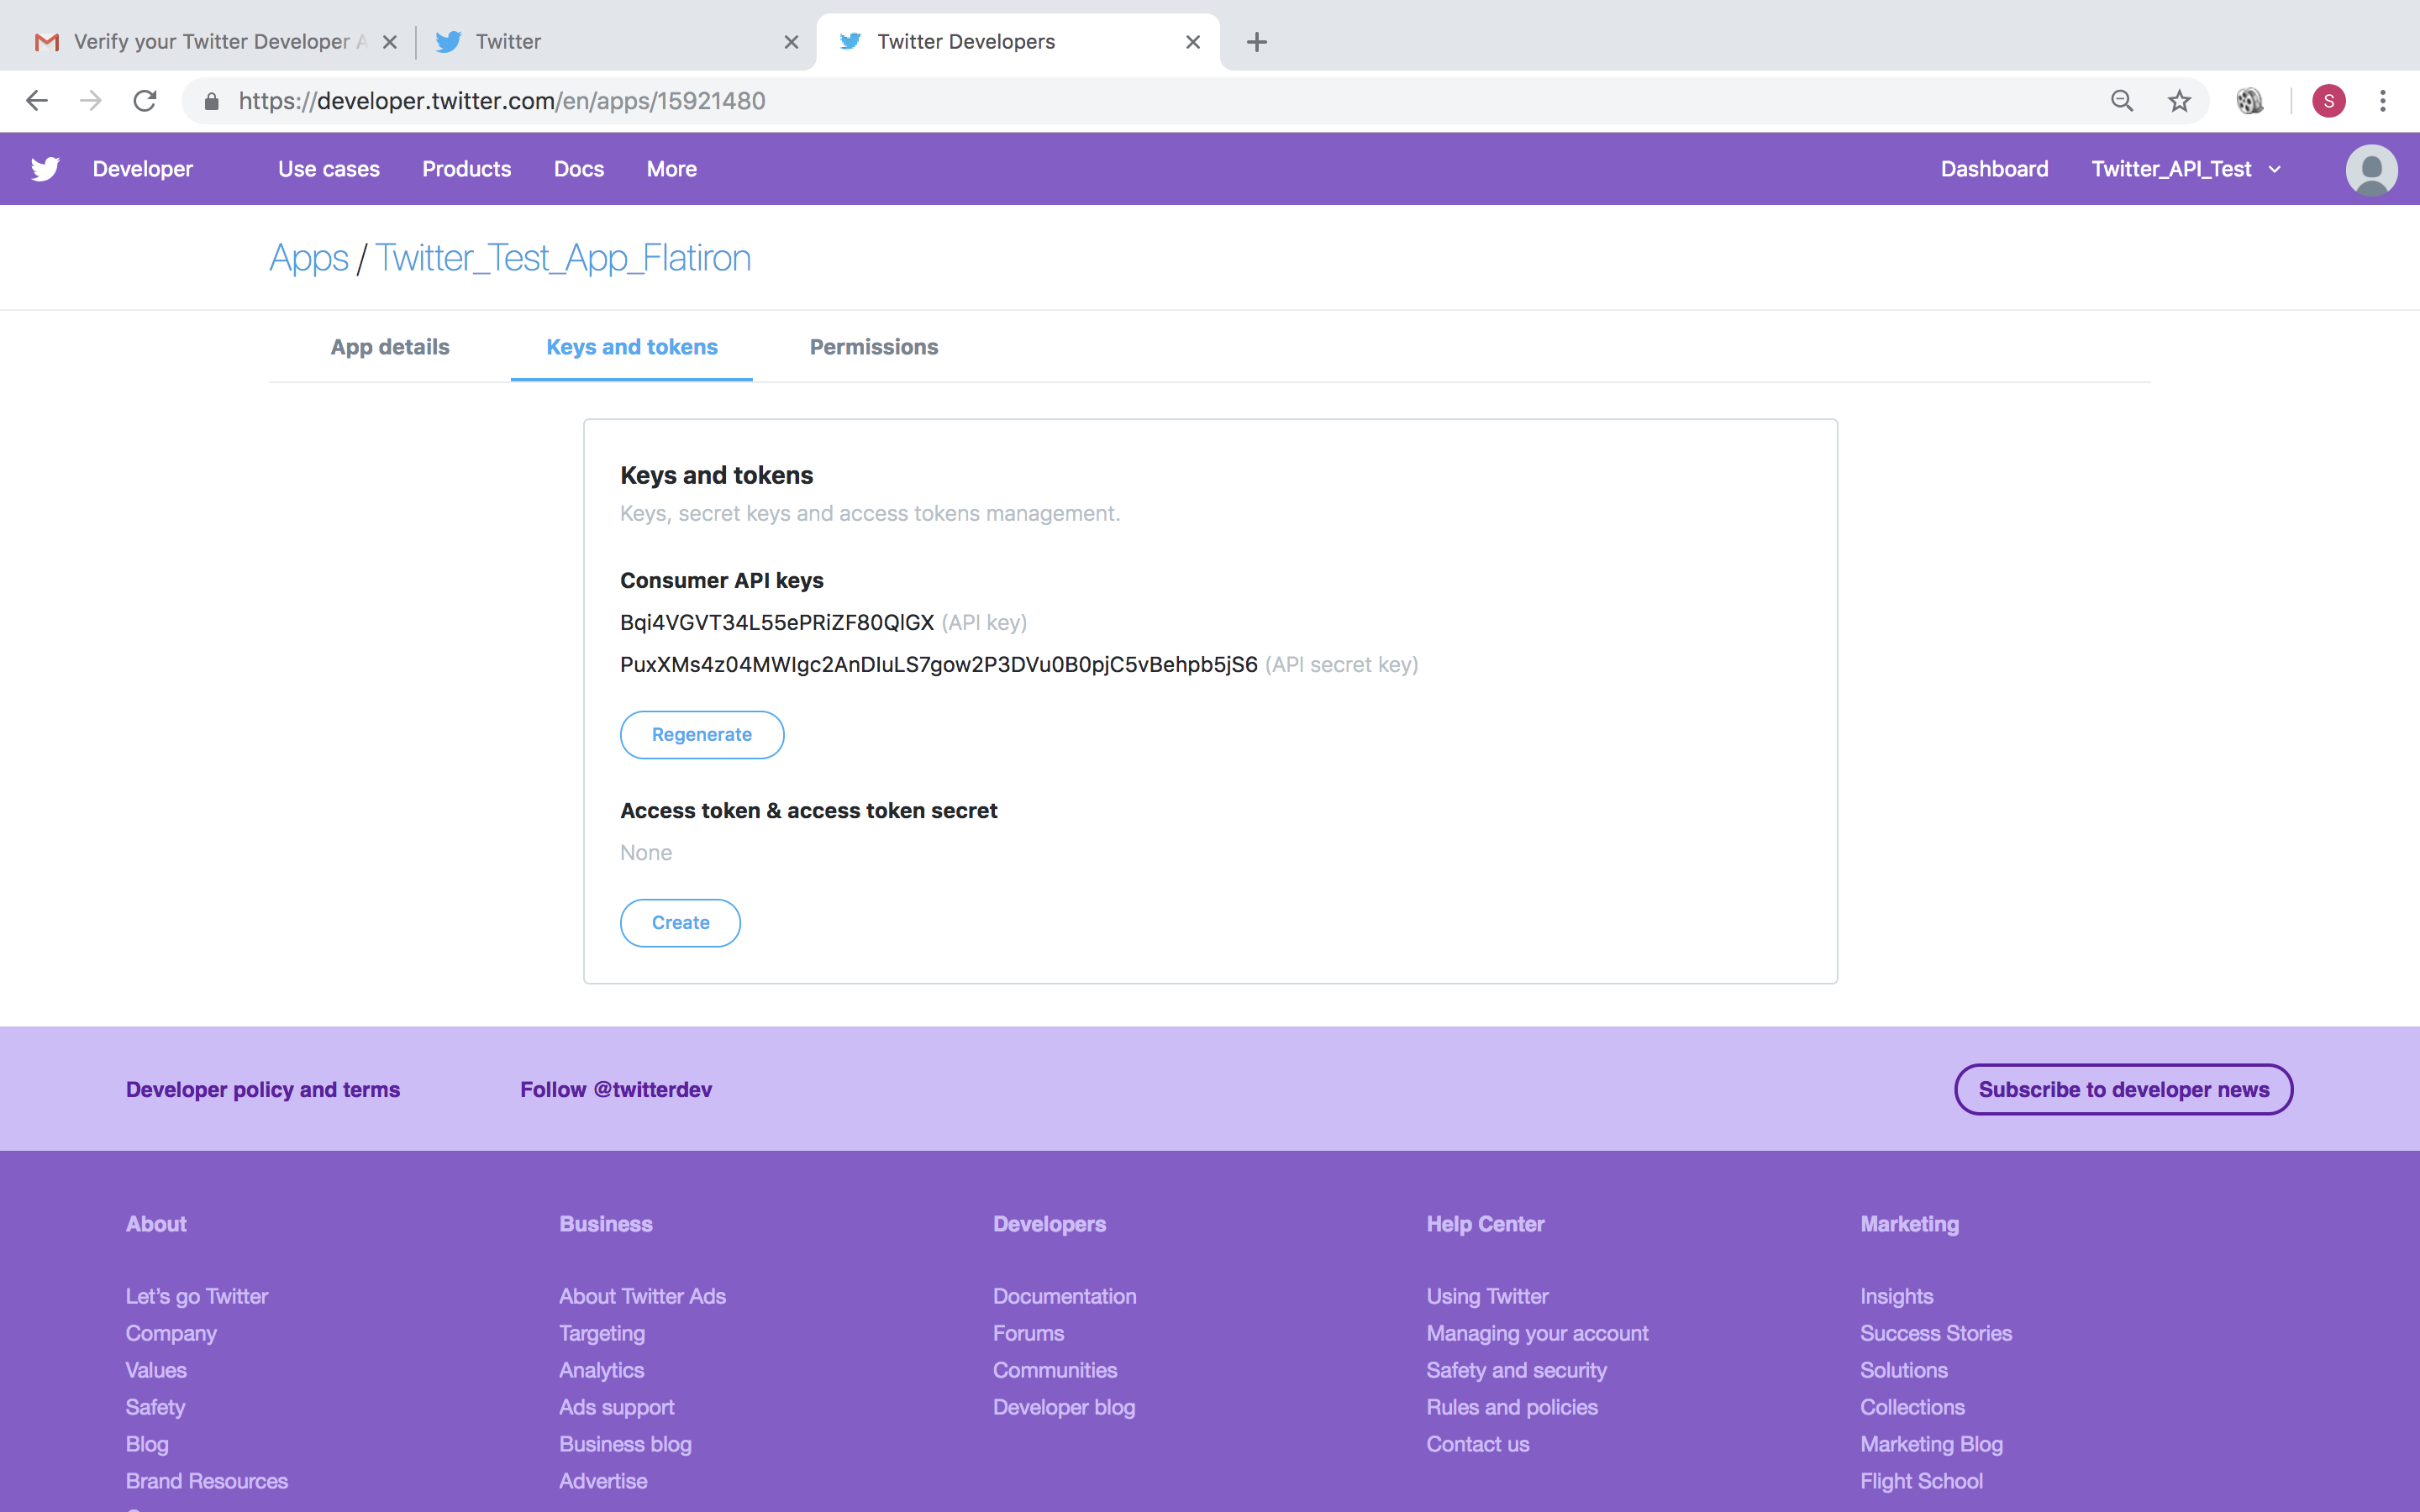 Verify your Twitter Developer A
Twitter
Twitter Developers
https://developer.twitter.com/en/apps/15921480
S
Developer
Use cases
Products
Docs
More
Dashboard
Twitter_API_Test
Apps / Twitter_Test_App_Flatiron
App details
Keys and tokens
Permissions
Keys and tokens
Keys, secret keys and access tokens management.
Consumer API keys
Bqi4VGVT34L55ePRiZF80QlGX (API key)
PuxXMs4z04MWIgc2AnDIuLS7gow2P3DVu0B0pjC5vBehpb5jS6 (API secret key)
Regenerate
Access token & access token secret
None
Create
Developer policy and terms
Follow @twitterdev
Subscribe to developer news
About
Let's go Twitter
Company
Values
Safety
Blog
Brand Resources
Business
About Twitter Ads
Targeting
Analytics
Ads support
Business blog
Advertise
Developers
Documentation
Forums
Communities
Developer blog
Help Center
Using Twitter
Managing your account
Safety and security
Rules and policies
Contact us
Marketing
Insights
Success Stories
Solutions
Collections
Marketing Blog
Flight School